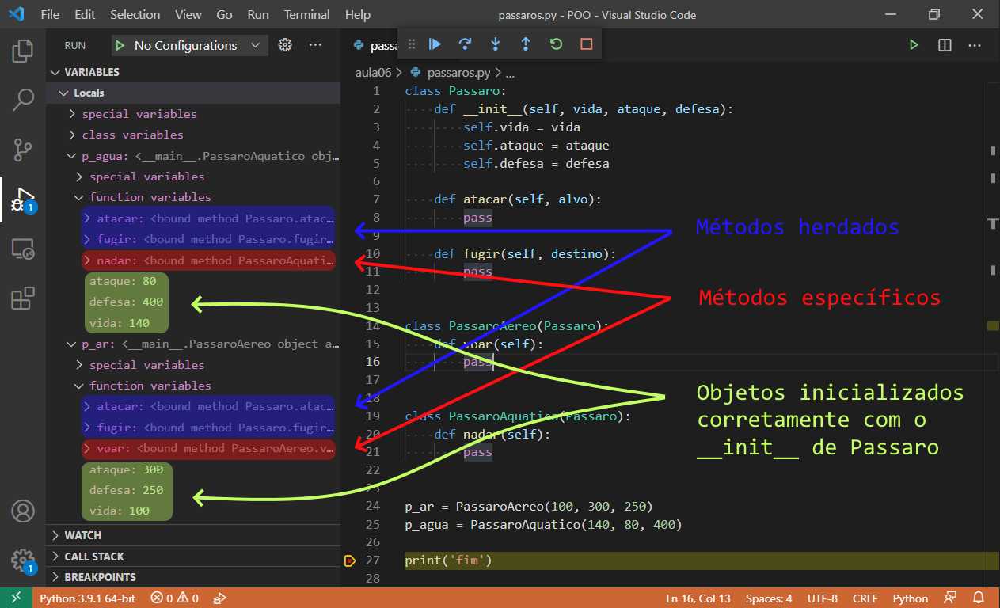 File Edit Selection View Go Run Terminal Help passaros.py - POO - Visual Studio Code
RUN No Configurations
VARIABLES
Locals
special variables
class variables
p_agua: <__main__.PassaroAquatico obj…
special variables
function variables
atacar: <bound method Passaro.atac…
fugir: <bound method Passaro.fugir…
nadar: <bound method PassaroAquati…
ataque: 80
defesa: 400
vida: 140
p_ar: <__main__.PassaroAereo object a…
special variables
function variables
atacar: <bound method Passaro.atac…
fugir: <bound method Passaro.fugir…
voar: <bound method PassaroAereo.v…
ataque: 300
defesa: 250
vida: 100
WATCH
CALL STACK
BREAKPOINTS
1
1
passa
aula06 > passaros.py > ...
1 class Passaro:
2 def __init__(self, vida, ataque, defesa):
3 self.vida = vida
4 self.ataque = ataque
5 self.defesa = defesa
6
7 def atacar(self, alvo):
8 pass
9
10 def fugir(self, destino):
11 pass
12
13
14 class PassaroAereo(Passaro):
15 def voar(self):
16 pass
17
18
19 class PassaroAquatico(Passaro):
20 def nadar(self):
21 pass
22
23
24 p_ar = PassaroAereo(100, 300, 250)
25 p_agua = PassaroAquatico(140, 80, 400)
26
27 print('fim')
28
Métodos herdados
Métodos específicos
Objetos inicializados
corretamente com o
__init__ de Passaro
Python 3.9.1 64-bit 0 0 Ln 16, Col 13 Spaces: 4 UTF-8 CRLF Python